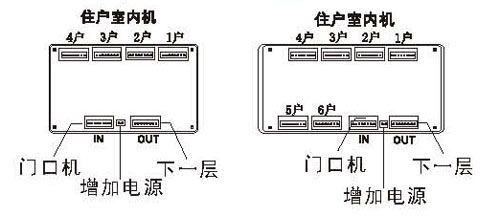 住户室内机
4户 3户 2户 1户
IN OUT
门口机 下一层
增加电源
住户室内机
4户 3户 2户 1户
5户 6户
IN OUT
门口机 下一层
增加电源